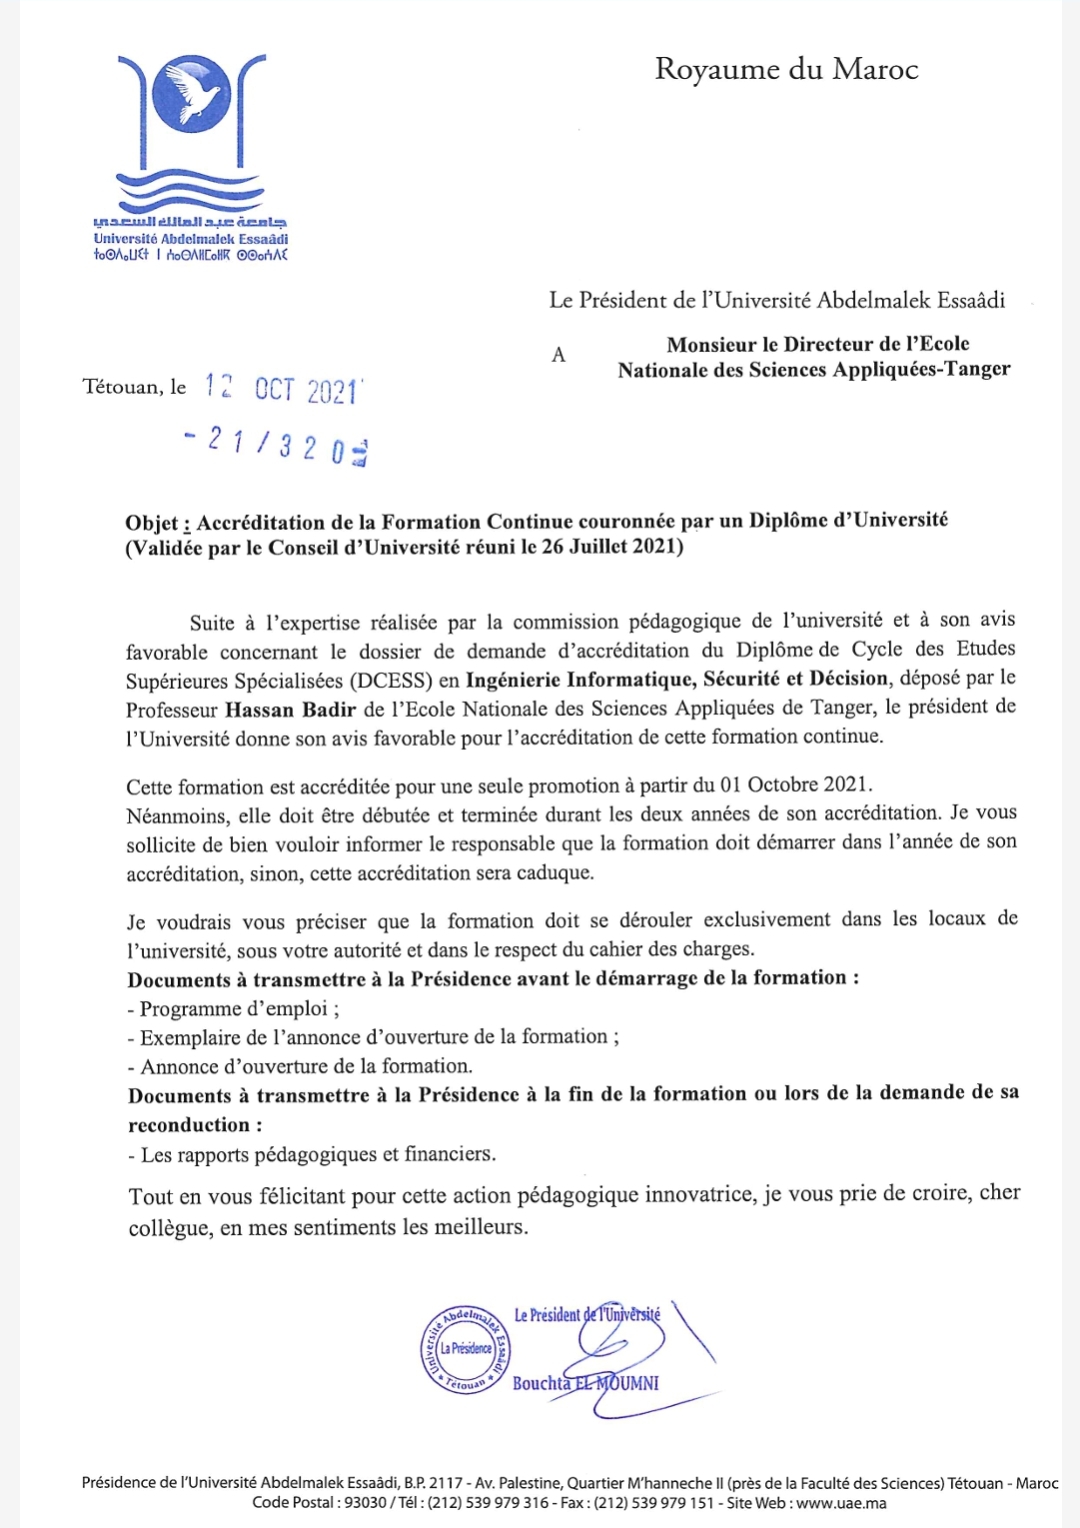 Royaume du Maroc
جامعة عبد المالك السعدي
Université Abdelmalek Essaâdi
Le Président de l'Université Abdelmalek Essaâdi
A
Monsieur le Directeur de l'Ecole
Nationale des Sciences Appliquées-Tanger
Tétouan, le 12 OCT 2021
- 21/320
Objet : Accréditation de la Formation Continue couronnée par un Diplôme d'Université
(Validée par le Conseil d'Université réuni le 26 Juillet 2021)
Suite à l'expertise réalisée par la commission pédagogique de l'université et à son avis
favorable concernant le dossier de demande d'accréditation du Diplôme de Cycle des Etudes
Supérieures Spécialisées (DCESS) en Ingénierie Informatique, Sécurité et Décision, déposé par le
Professeur Hassan Badir de l'Ecole Nationale des Sciences Appliquées de Tanger, le président de
l'Université donne son avis favorable pour l'accréditation de cette formation continue.
Cette formation est accréditée pour une seule promotion à partir du 01 Octobre 2021.
Néanmoins, elle doit être débutée et terminée durant les deux années de son accréditation. Je vous
sollicite de bien vouloir informer le responsable que la formation doit démarrer dans l'année de son
accréditation, sinon, cette accréditation sera caduque.
Je voudrais vous préciser que la formation doit se dérouler exclusivement dans les locaux de
l'université, sous votre autorité et dans le respect du cahier des charges.
Documents à transmettre à la Présidence avant le démarrage de la formation :
- Programme d'emploi ;
- Exemplaire de l'annonce d'ouverture de la formation ;
- Annonce d'ouverture de la formation.
Documents à transmettre à la Présidence à la fin de la formation ou lors de la demande de sa
reconduction :
- Les rapports pédagogiques et financiers.
Tout en vous félicitant pour cette action pédagogique innovatrice, je vous prie de croire, cher
collègue, en mes sentiments les meilleurs.
Le Président de l'Université
Université Abdelmalek Essaâdi
La Présidence
* Tétouan *
Bouchta EL MOUMNI
Présidence de l'Université Abdelmalek Essaâdi, B.P. 2117 - Av. Palestine, Quartier M'hanneche II (près de la Faculté des Sciences) Tétouan - Maroc
Code Postal : 93030 / Tél : (212) 539 979 316 - Fax : (212) 539 979 151 - Site Web : www.uae.ma